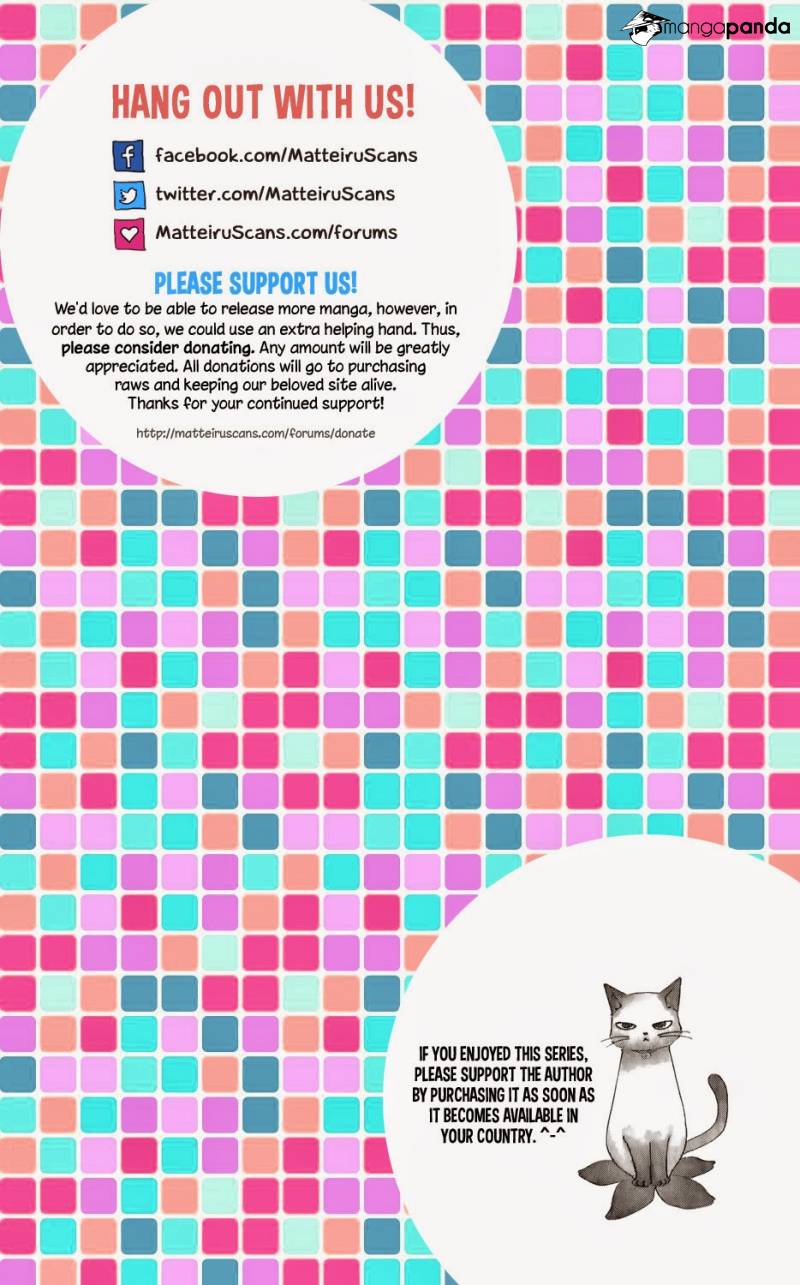 mangapanda
HANG OUT WITH US!
facebook.com/MatteiruScans
twitter.com/MatteiruScans
MatteiruScans.com/forums
PLEASE SUPPORT US!
We'd love to be able to release more manga, however, in
order to do so, we could use an extra helping hand. Thus,
please consider donating. Any amount will be greatly
appreciated. All donations will go to purchasing
raws and keeping our beloved site alive.
Thanks for your continued support!
http://matteiruscans.com/forums/donate
IF YOU ENJOYED THIS SERIES,
PLEASE SUPPORT THE AUTHOR
BY PURCHASING IT AS SOON AS
IT BECOMES AVAILABLE IN
YOUR COUNTRY. ^-^